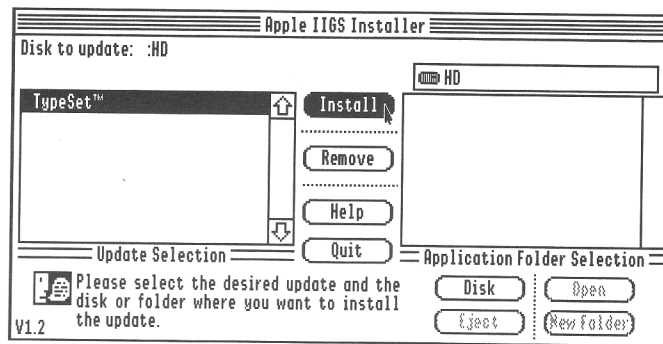 Apple IIGS Installer
Disk to update: :HD
HD
TypeSet™
Install
Remove
Help
Quit
Update Selection
Application Folder Selection
Please select the desired update and the
disk or folder where you want to install
the update.
Disk
Open
Eject
New Folder
V1.2